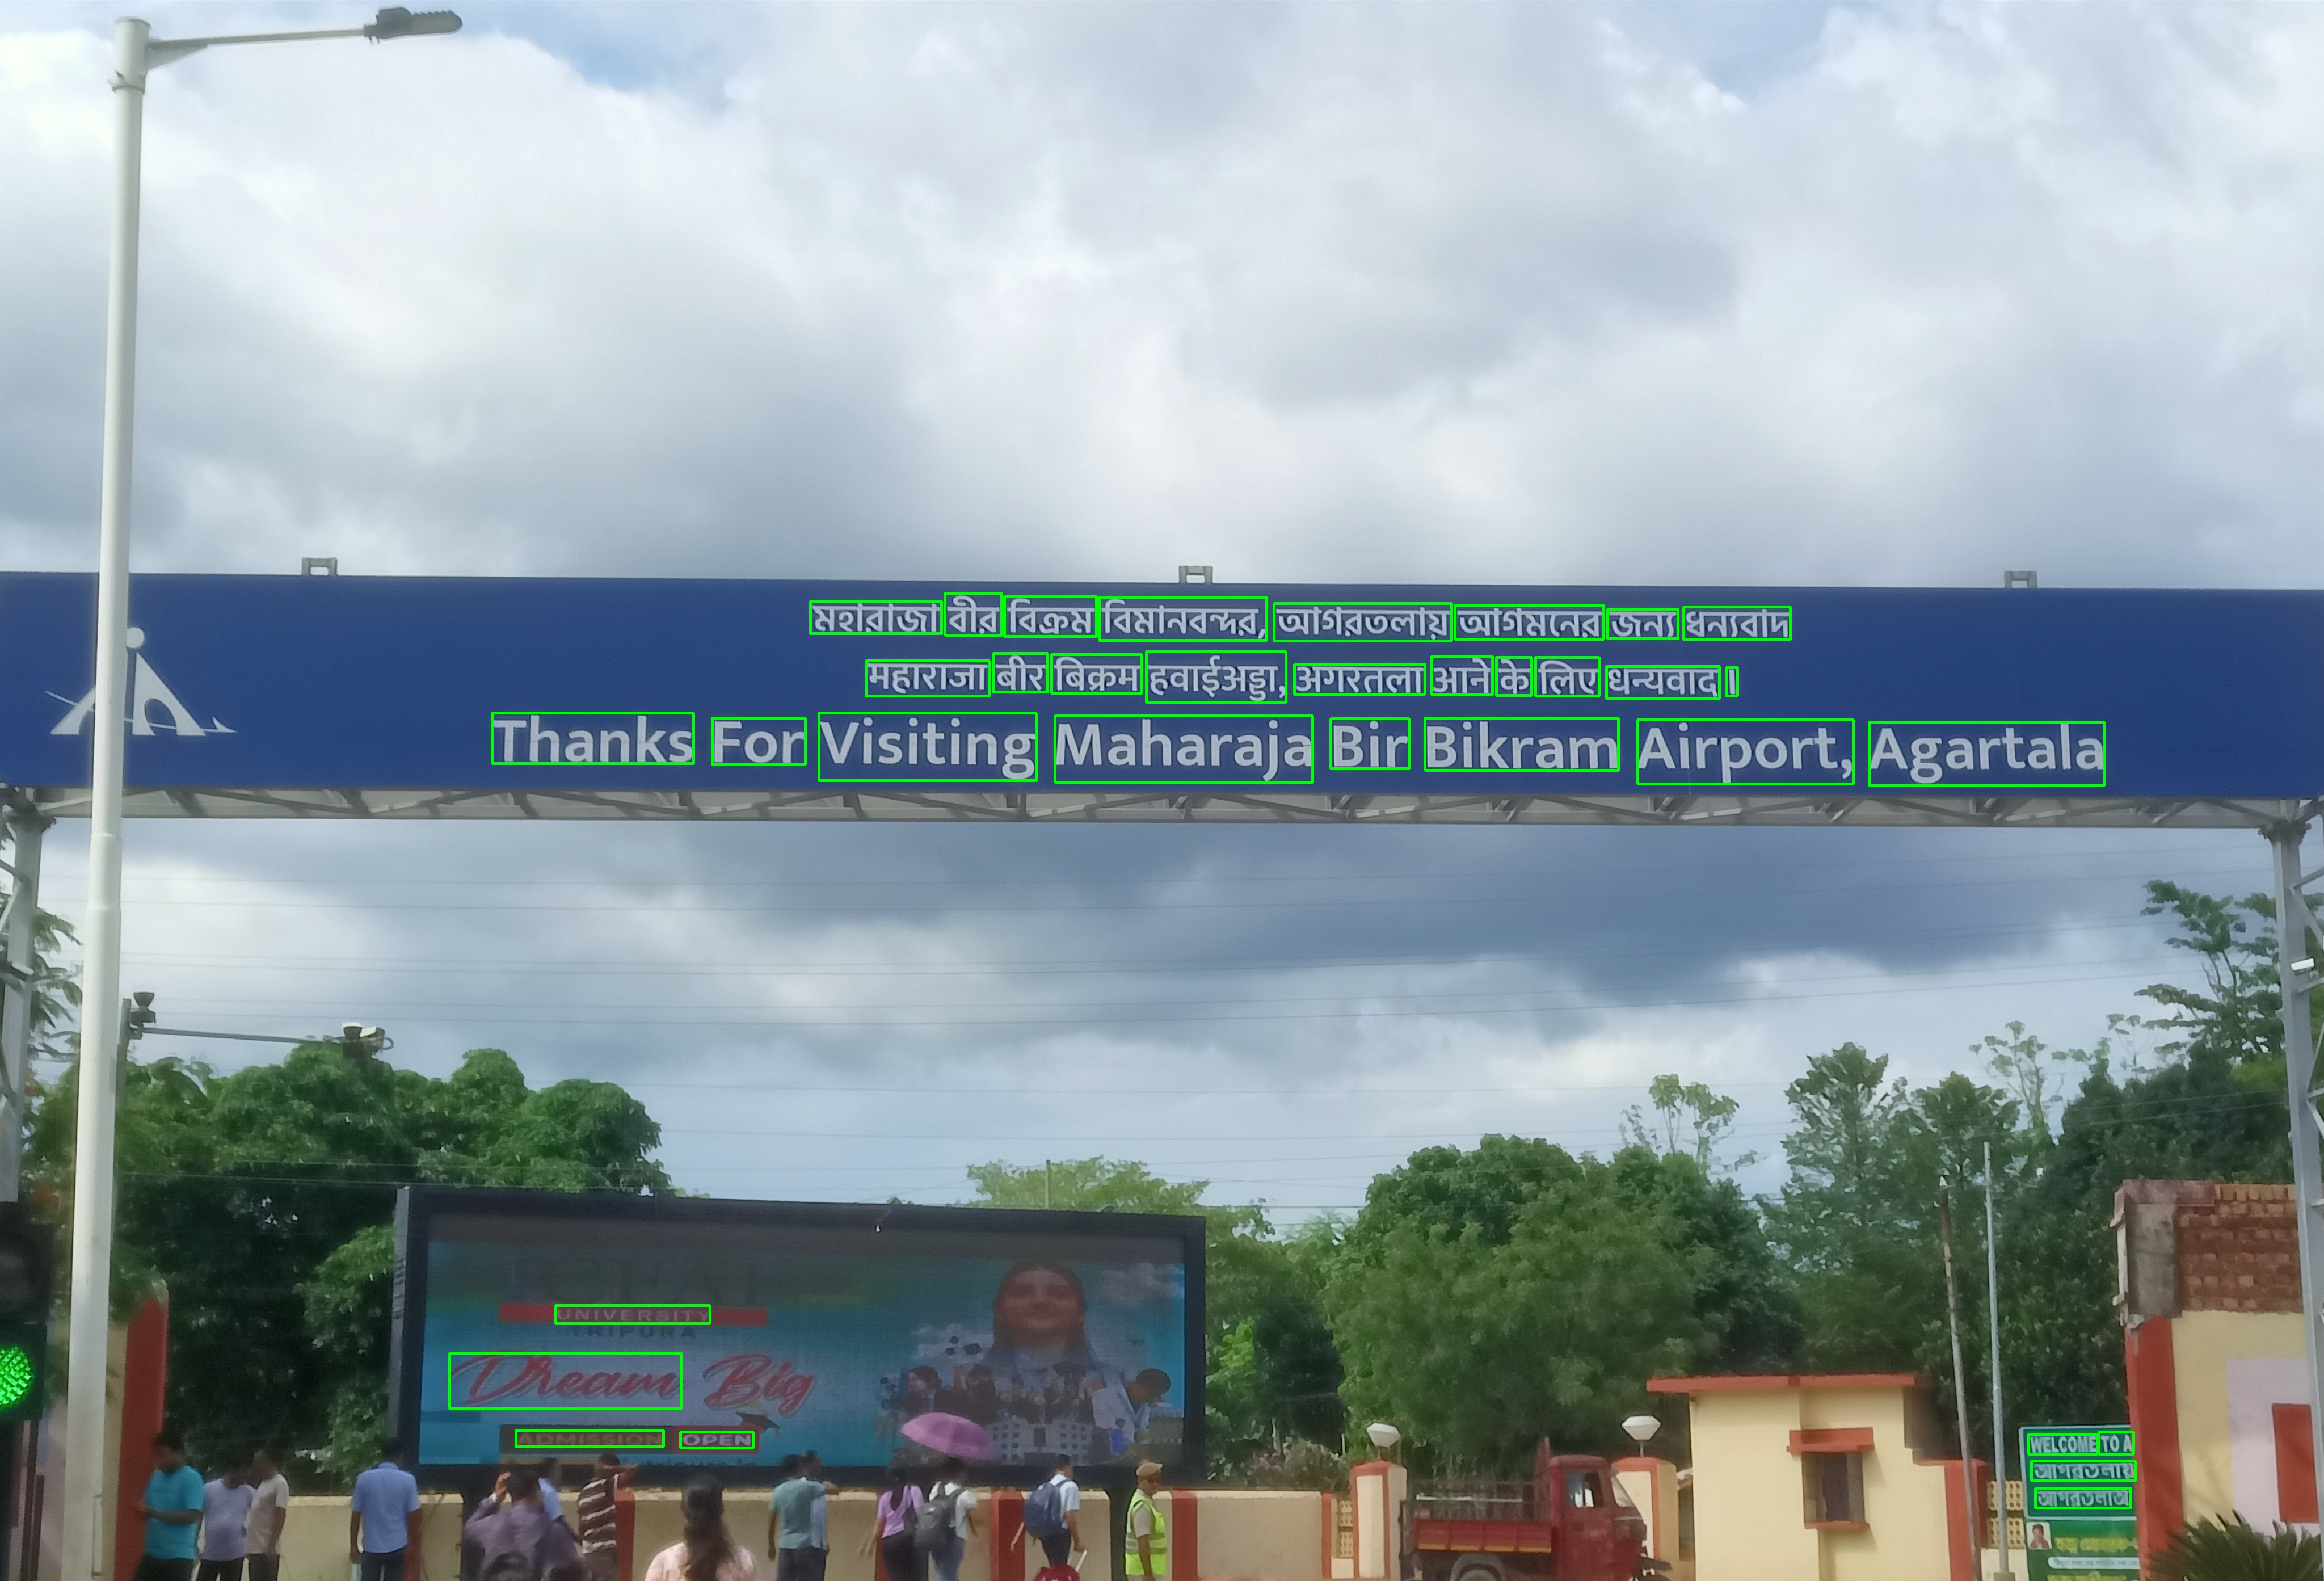 মহারাজা বীর বিক্রম বিমানবন্দর, আগরতলায় আগমনের জন্য ধন্যবাদ
महाराजा बीर बिक्रम हवाईअड्डा, अगरतला आने के लिए धन्यवाद।
Thanks For Visiting Maharaja Bir Bikram Airport, Agartala
UNIVERSITY
TRIPURA
Dream Big
ADMISSION OPEN
WELCOME TO A
আগরতলায়